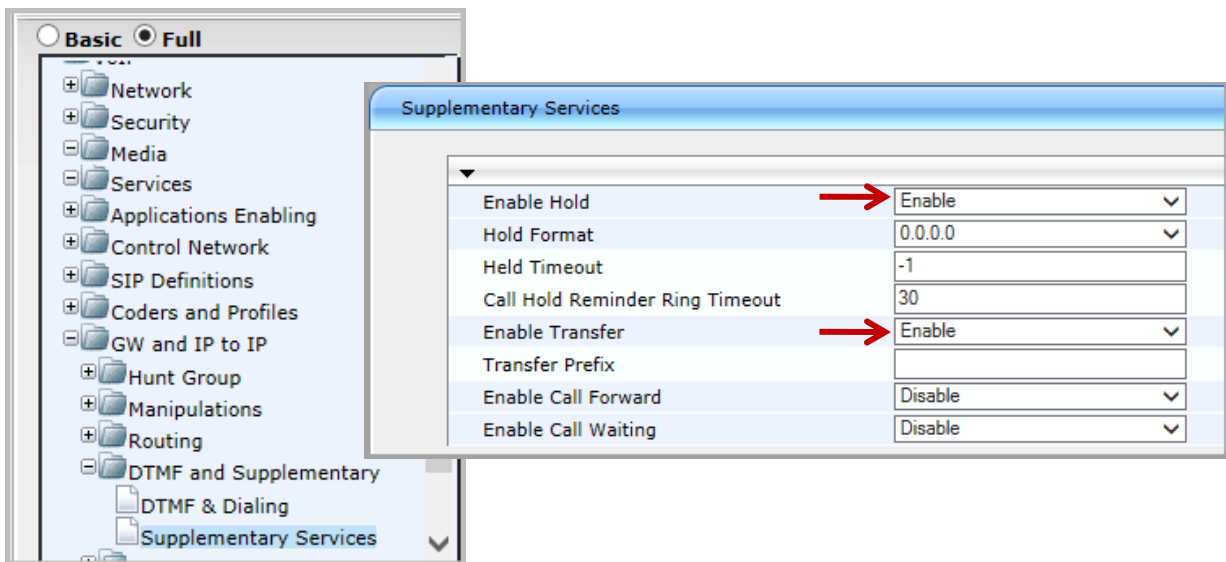 Basic Full
Network
Security
Media
Services
Applications Enabling
Control Network
SIP Definitions
Coders and Profiles
GW and IP to IP
Hunt Group
Manipulations
Routing
DTMF and Supplementary
DTMF & Dialing
Supplementary Services
Supplementary Services
Enable Hold Enable
Hold Format 0.0.0.0
Held Timeout -1
Call Hold Reminder Ring Timeout 30
Enable Transfer Enable
Transfer Prefix
Enable Call Forward Disable
Enable Call Waiting Disable